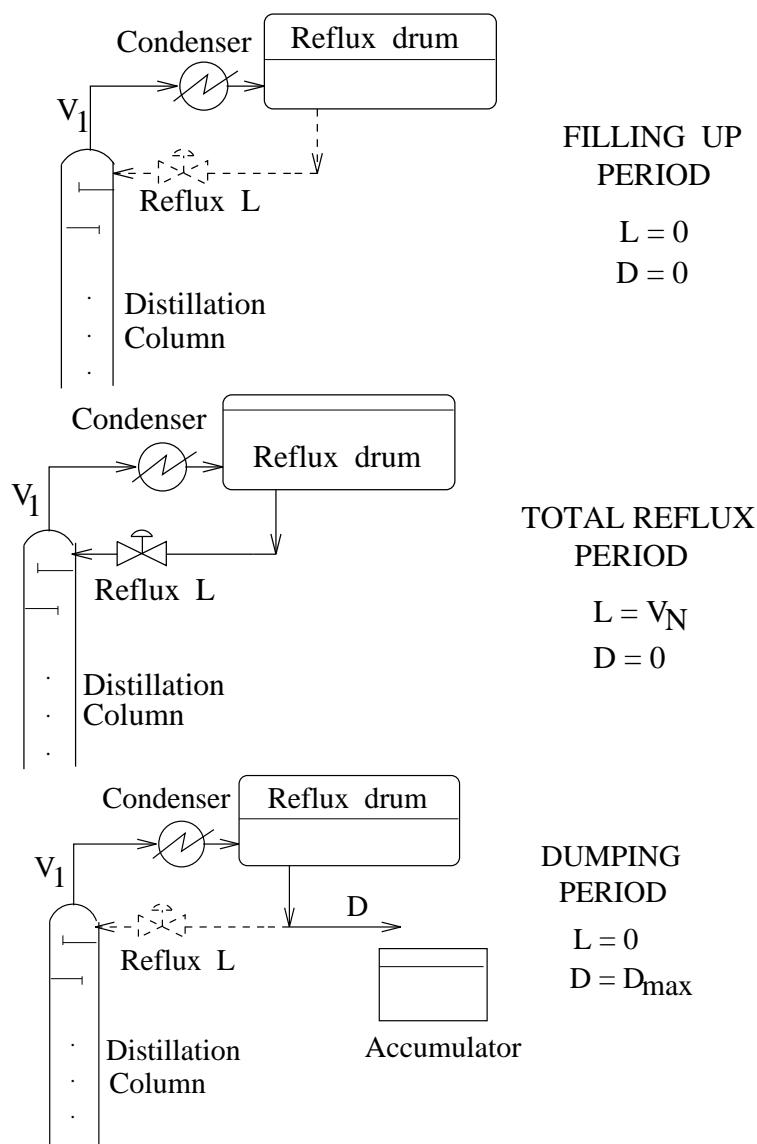 Condenser
Reflux drum
V1
Reflux L
Distillation
Column
FILLING UP
PERIOD
L = 0
D = 0
Condenser
Reflux drum
V1
Reflux L
Distillation
Column
TOTAL REFLUX
PERIOD
L = VN
D = 0
Condenser
Reflux drum
V1
D
Reflux L
Accumulator
Distillation
Column
DUMPING
PERIOD
L = 0
D = Dmax